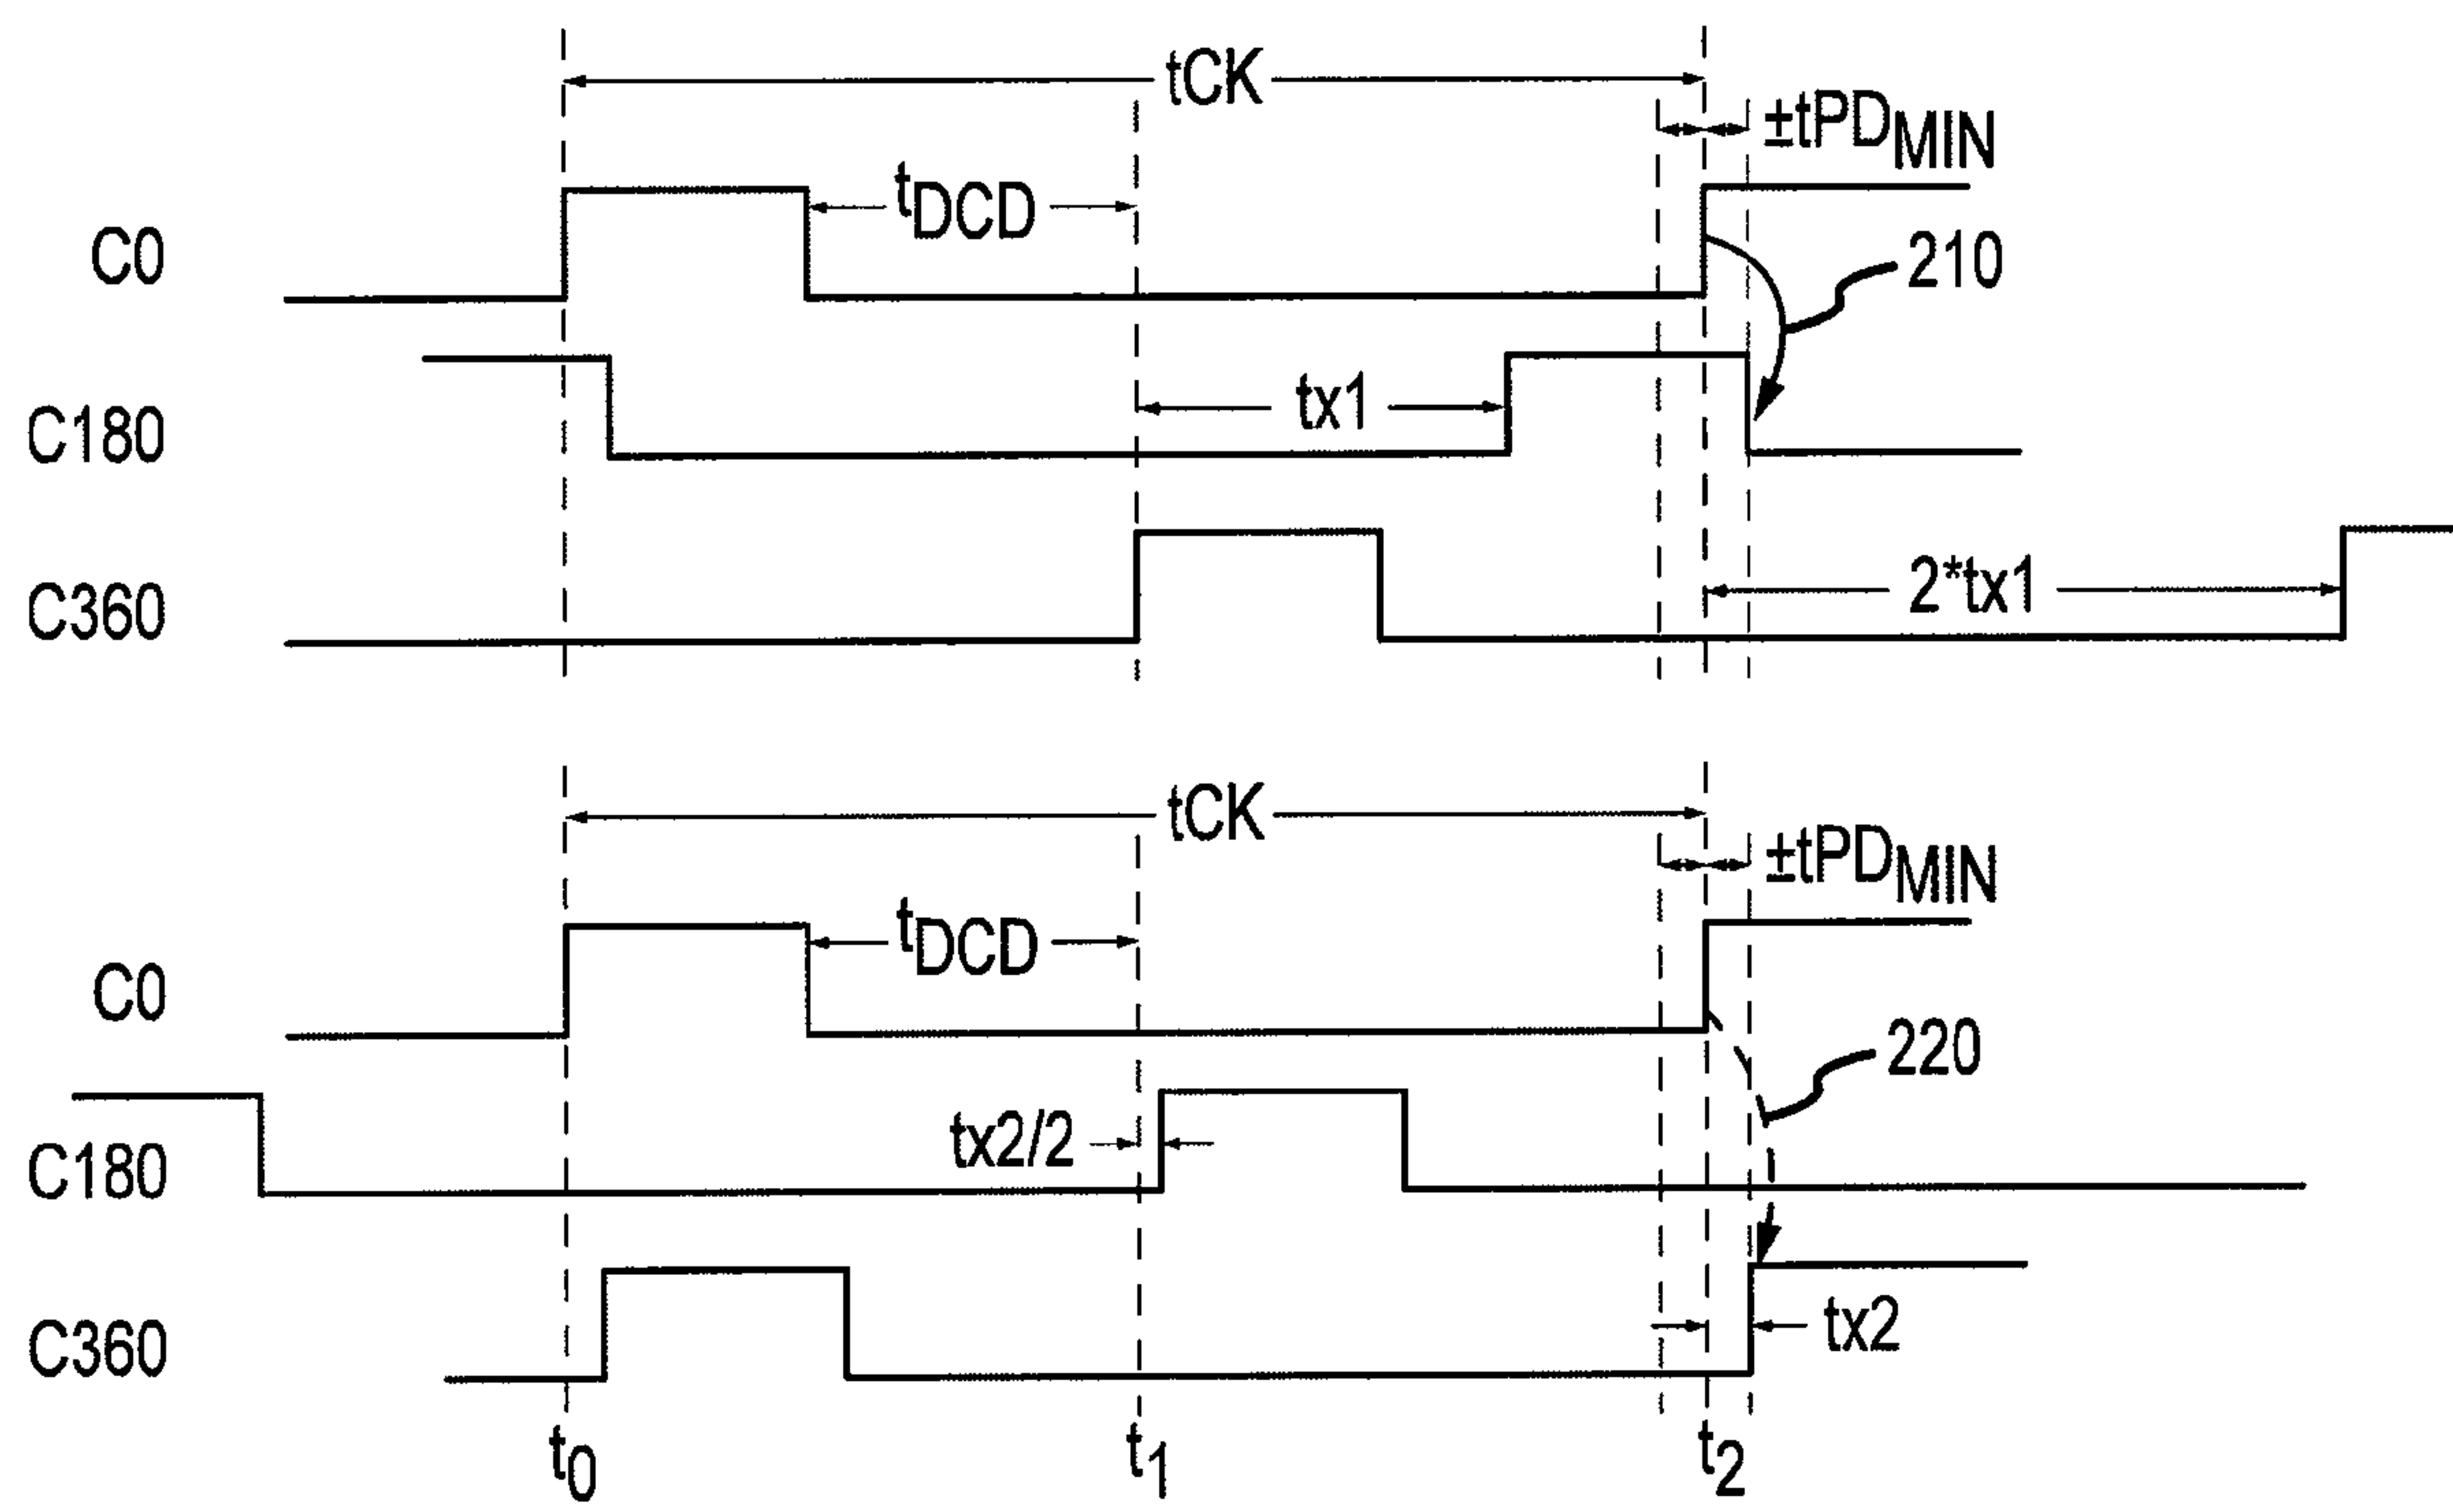 tCK
±tPDMIN
tDCD
C0
210
C180
tx1
C360
2*tx1
tCK
±tPDMIN
tDCD
C0
220
C180
tx2/2
C360
tx2
t0
t1
t2